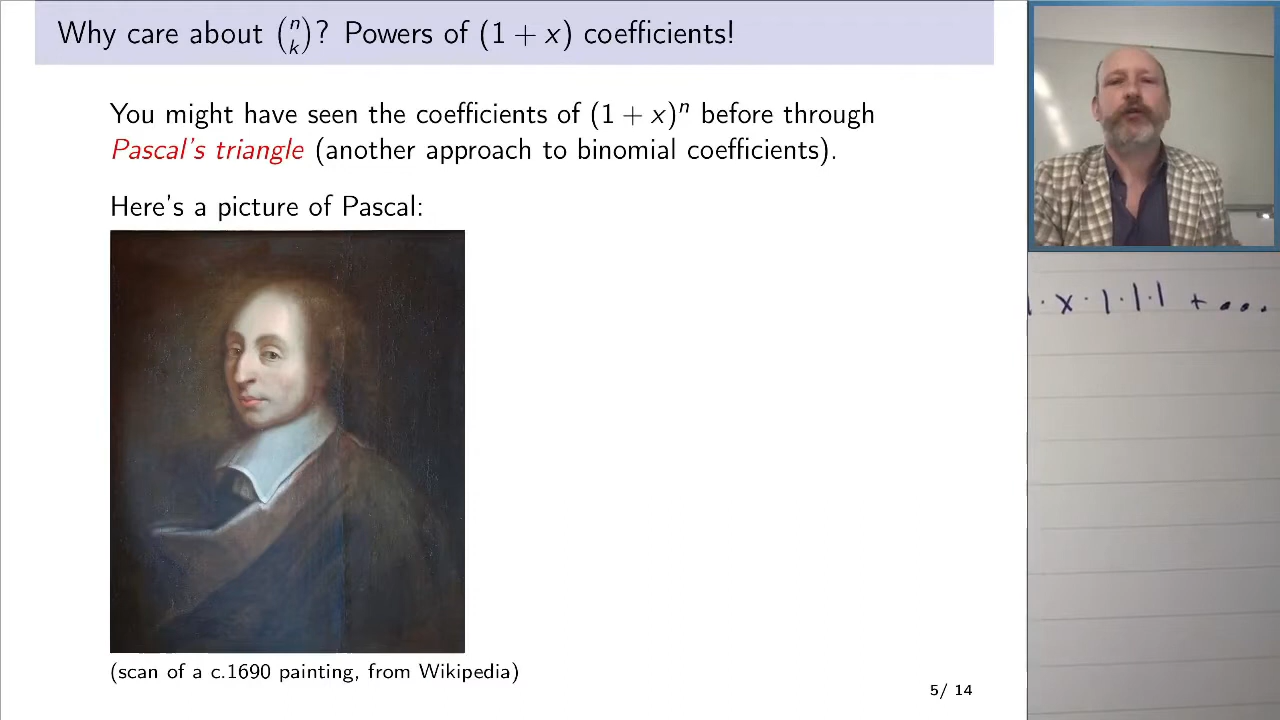 Why care about (n k)? Powers of (1 + x) coefficients!
You might have seen the coefficients of (1 + x)ⁿ before through
Pascal's triangle (another approach to binomial coefficients).
Here's a picture of Pascal:
(scan of a c.1690 painting, from Wikipedia)
5/ 14
· x · 1 · 1 · 1 + ...